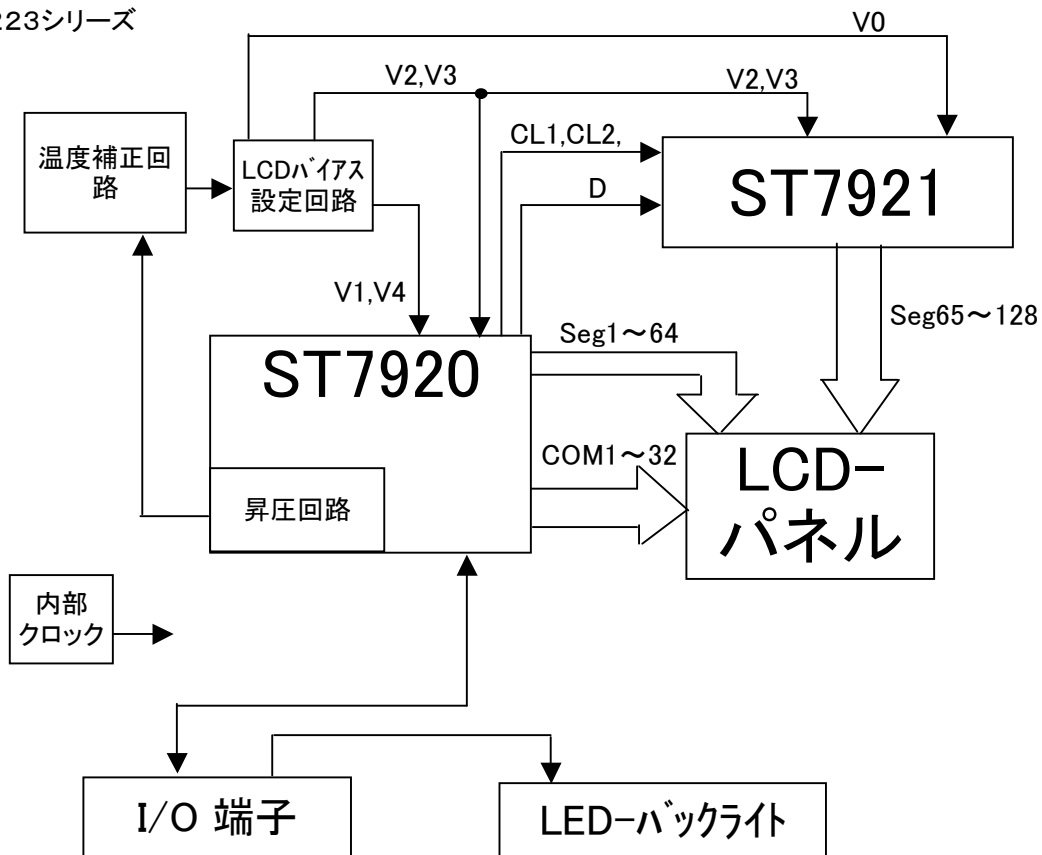 223シリーズ
V0
V2,V3
V2,V3
温度補正回
路
LCDバイアス
設定回路
CL1,CL2,
D
ST7921
V1,V4
Seg65～128
Seg1～64
ST7920
COM1～32
LCD-
パネル
昇圧回路
内部
クロック
I/O 端子
LED-バックライト